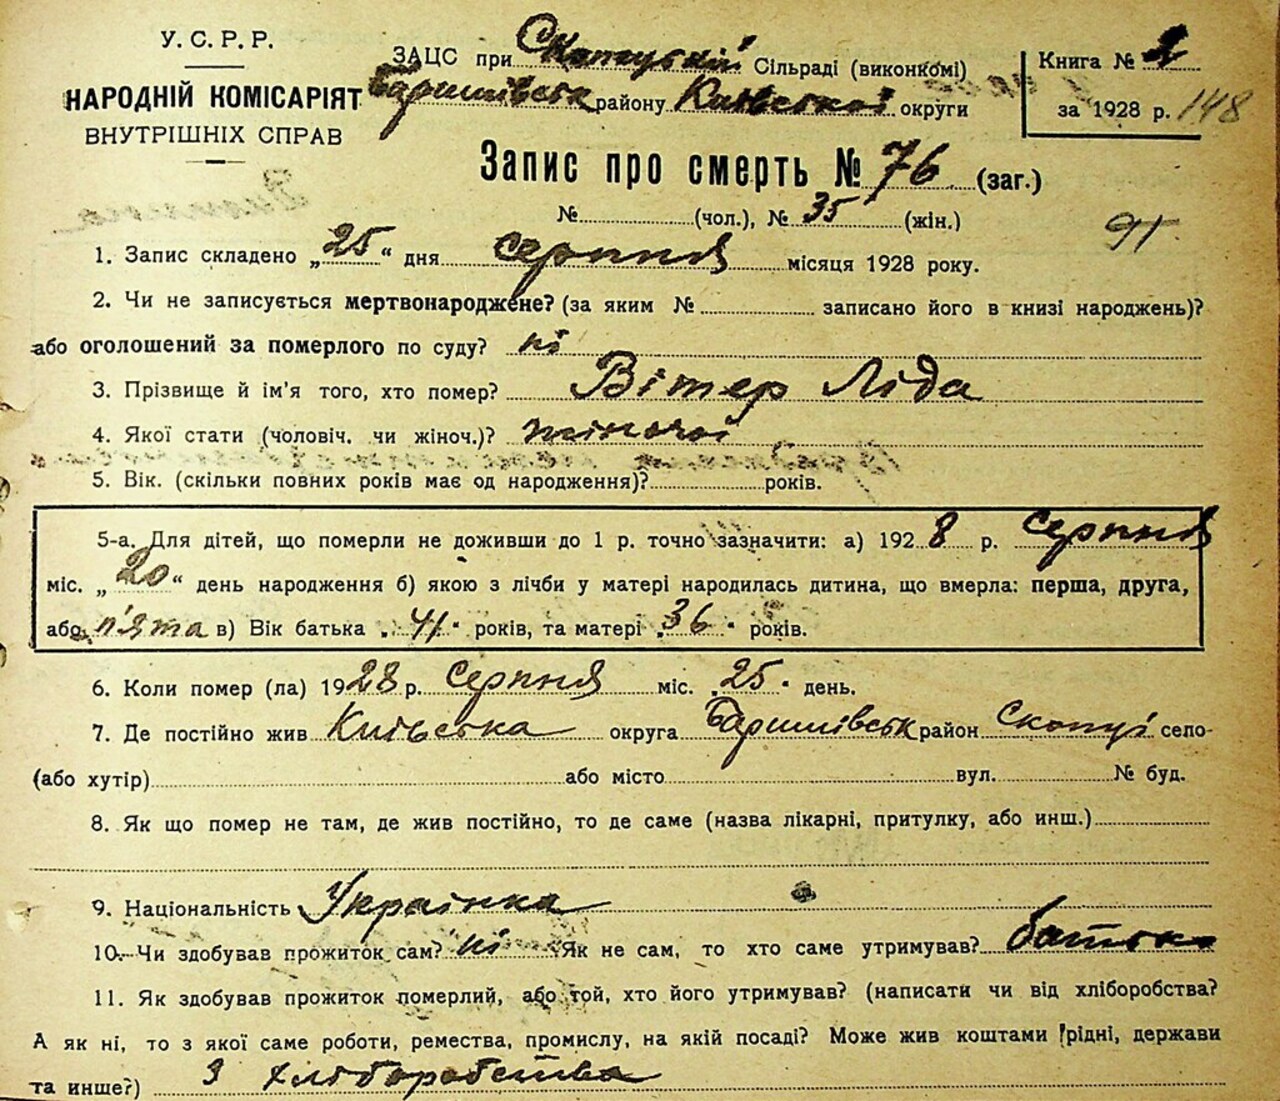 У.С.Р.Р.
НАРОДНІЙ КОМІСАРІЯТ
ВНУТРІШНІХ СПРАВ
ЗАЦС при Скопуській Сільраді (виконкомі)
Баришівськ району Київської округи
Книга № 1
за 1928 р. 148
Запис про смерть № 76 (заг.)
№ (чол.), № 35 (жін.)
91
1. Запис складено „25“ дня серпня місяця 1928 року.
2. Чи не записується мертвонароджене? (за яким № записано його в книзі народжень)?
або оголошений за померлого по суду? ні
3. Прізвище й ім'я того, хто помер? Вітер Ліда
4. Якої стати (чоловіч. чи жіноч.)? жіночої
5. Вік. (скільки повних років має од народження)? років.
5-а. Для дітей, що померли не доживши до 1 р. точно зазначити: а) 1928 р. серпня
міс. „20“ день народження б) якою з лічби у матері народилась дитина, що вмерла: перша, друга,
або п'ята в) Вік батька „41“ років, та матері „36“ років.
6. Коли помер (ла) 1928 р. серпня міс. „25“ день.
7. Де постійно жив Київська округа Баришівськ район Скопці село
(або хутір) або місто вул. № буд.
8. Як що помер не там, де жив постійно, то де саме (назва лікарні, притулку, або инш.)
9. Національність Українка
10. Чи здобував прожиток сам? ні Як не сам, то хто саме утримував? батько
11. Як здобував прожиток померлий, або той, хто його утримував? (написати чи від хліборобства?
А як ні, то з якої саме роботи, ремества, промислу, на якій посаді? Може жив коштами рідні, держави
та инше?) З хліборобства